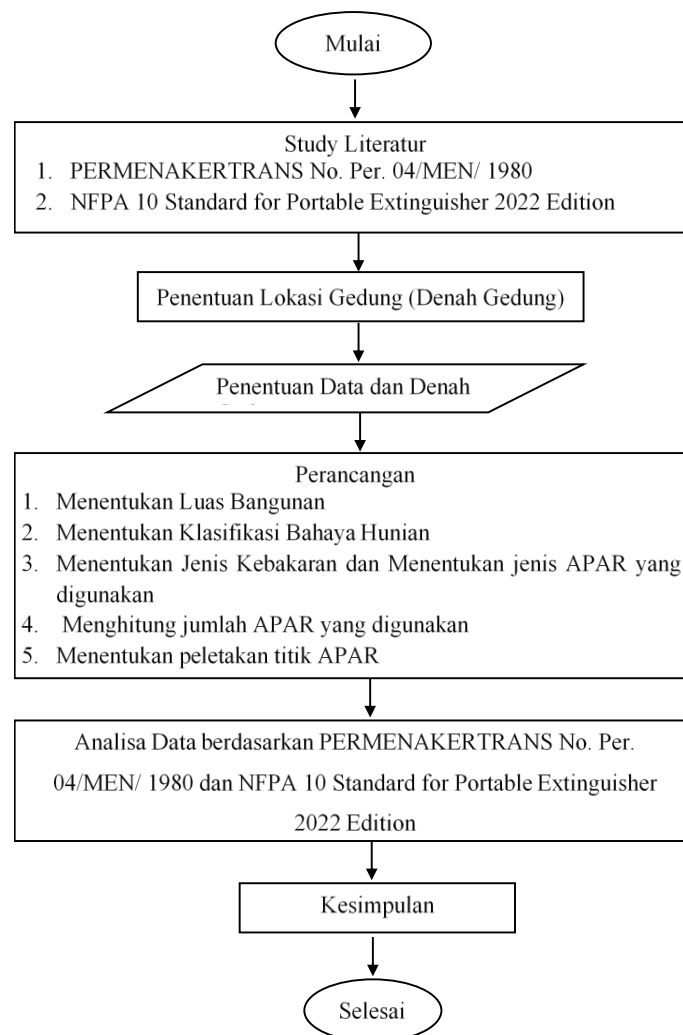 Mulai
Study Literatur
1. PERMENAKERTRANS No. Per. 04/MEN/ 1980
2. NFPA 10 Standard for Portable Extinguisher 2022 Edition
Penentuan Lokasi Gedung (Denah Gedung)
Penentuan Data dan Denah
Perancangan
1. Menentukan Luas Bangunan
2. Menentukan Klasifikasi Bahaya Hunian
3. Menentukan Jenis Kebakaran dan Menentukan jenis APAR yang
digunakan
4. Menghitung jumlah APAR yang digunakan
5. Menentukan peletakan titik APAR
Analisa Data berdasarkan PERMENAKERTRANS No. Per.
04/MEN/ 1980 dan NFPA 10 Standard for Portable Extinguisher
2022 Edition
Kesimpulan
Selesai